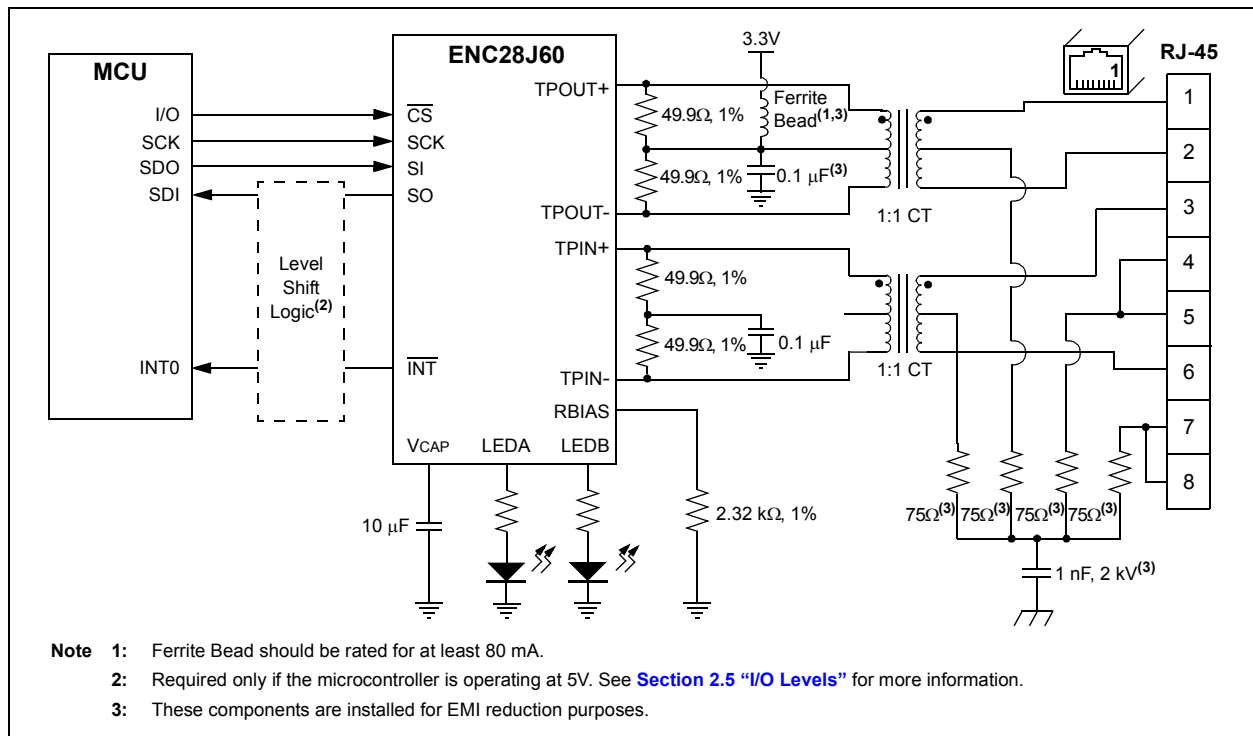 MCU
I/O
SCK
SDO
SDI
INT0
Level
Shift
Logic(2)
ENC28J60
CS
SCK
SI
SO
INT
TPOUT+
TPOUT-
TPIN+
TPIN-
RBIAS
VCAP LEDA LEDB
10 µF
2.32 kΩ, 1%
49.9Ω, 1%
49.9Ω, 1%
49.9Ω, 1%
49.9Ω, 1%
3.3V
Ferrite
Bead(1,3)
0.1 µF(3)
0.1 µF
1:1 CT
1:1 CT
1
RJ-45
1
2
3
4
5
6
7
8
75Ω(3) 75Ω(3) 75Ω(3) 75Ω(3)
1 nF, 2 kV(3)
Note 1: Ferrite Bead should be rated for at least 80 mA.
2: Required only if the microcontroller is operating at 5V. See Section 2.5 “I/O Levels” for more information.
3: These components are installed for EMI reduction purposes.